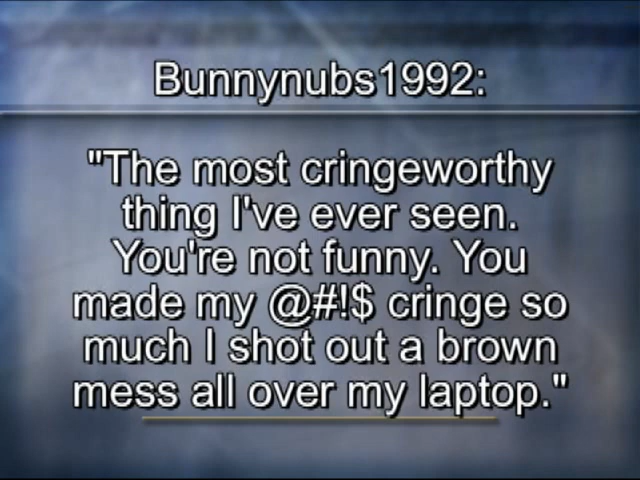 Bunnynubs1992:
"The most cringeworthy
thing I've ever seen.
You're not funny. You
made my @#!$ cringe so
much I shot out a brown
mess all over my laptop."